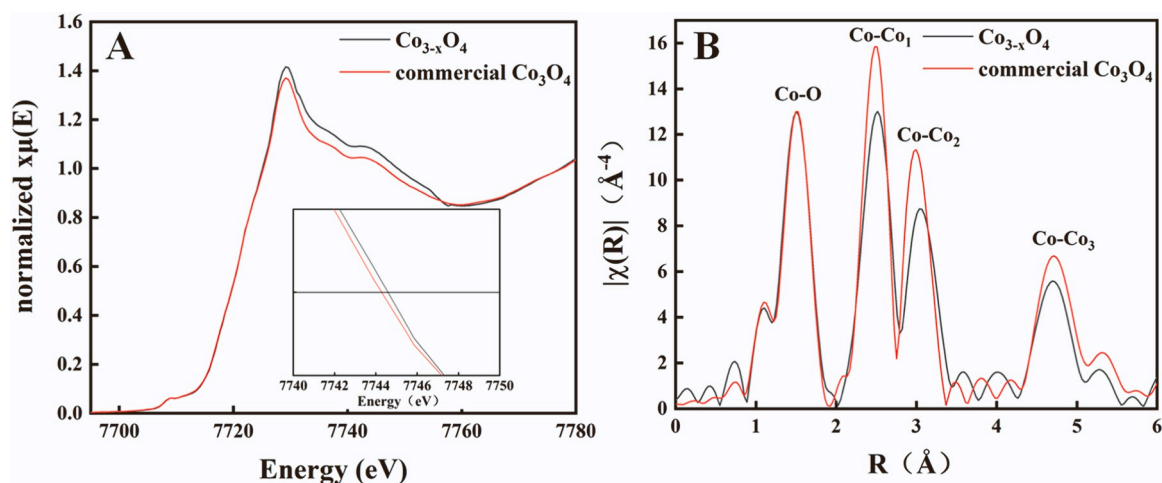 A
Co₃₋ₓO₄
commercial Co₃O₄
normalized xμ(E)
1.6
1.4
1.2
1.0
0.8
0.6
0.4
0.2
0.0
7700 7720 7740 7760 7780
Energy (eV)
7740 7742 7744 7746 7748 7750
Energy（eV）
B
Co₃₋ₓO₄
commercial Co₃O₄
Co-O
Co-Co₁
Co-Co₂
Co-Co₃
|χ(R)|（Å⁻⁴）
16
14
12
10
8
6
4
2
0
0 1 2 3 4 5 6
R（Å）